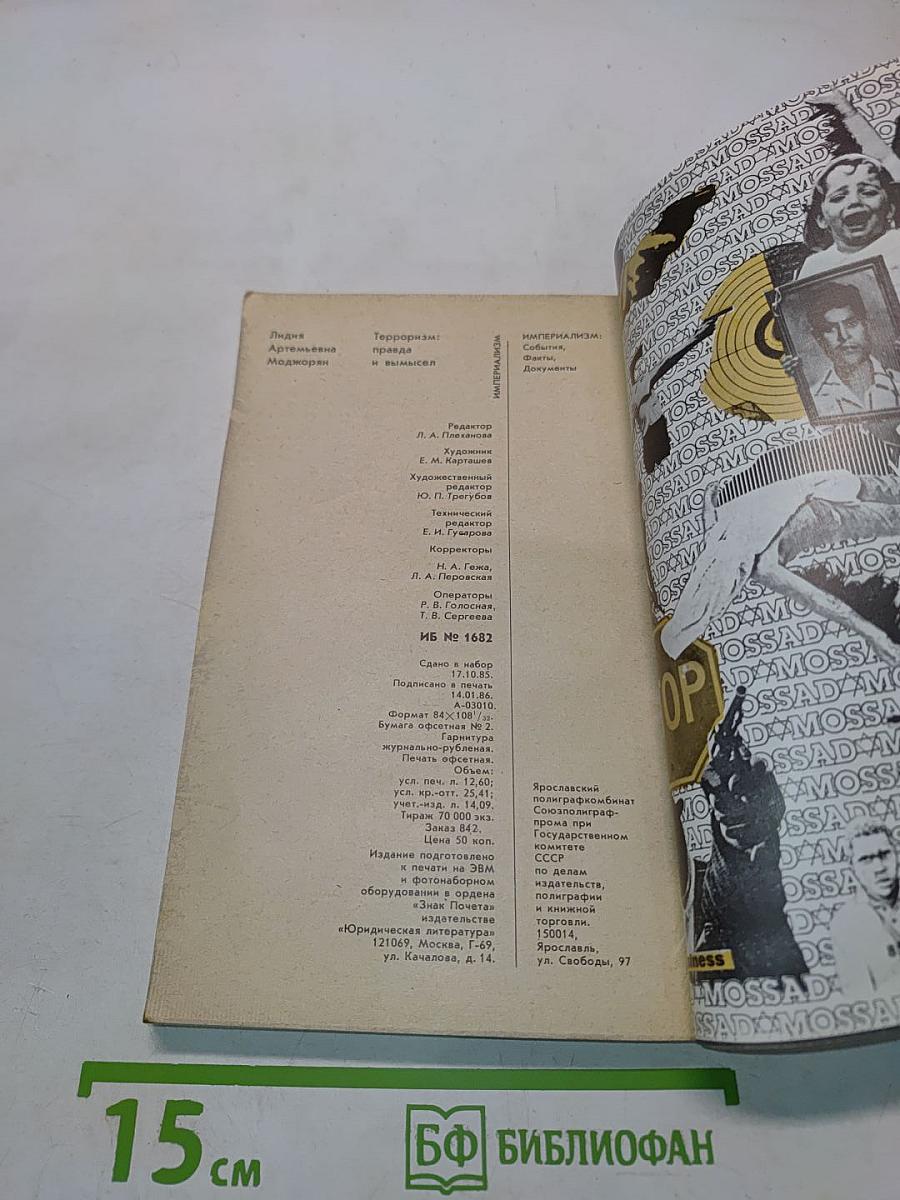 Лидия
Артемьевна
Моджорян
Терроризм:
правда
и вымысел
ИМПЕРИАЛИЗМ
ИМПЕРИАЛИЗМ:
События,
Факты,
Документы
Редактор
Л. А. Плеханова
Художник
Е. М. Карташев
Художественный
редактор
Ю. П. Трегубов
Технический
редактор
Е. И. Гусарова
Корректоры
Н. А. Гежа,
Л. А. Перовская
Операторы
Р. В. Голосная,
Т. В. Сергеева
ИБ № 1682
Сдано в набор
17.10.85.
Подписано в печать
14.01.86.
А-03010.
Формат 84×108¹/₃₂.
Бумага офсетная № 2.
Гарнитура
журнально-рубленая.
Печать офсетная.
Объем:
усл. печ. л. 12,60;
усл. кр.-отт. 25,41;
учет.-изд. л. 14,09.
Тираж 70 000 экз.
Заказ 842.
Цена 50 коп.
Издание подготовлено
к печати на ЭВМ
и фотонаборном
оборудовании в ордена
«Знак Почета»
издательстве
«Юридическая литература»
121069, Москва, Г-69,
ул. Качалова, д. 14.
Ярославский
полиграфкомбинат
Союзполиграф-
прома при
Государственном
комитете
СССР
по делам
издательств,
полиграфии
и книжной
торговли.
150014,
Ярославль,
ул. Свободы, 97
MOSSAD✡MOSSAD
OP
iness
MOSSAD
SSAD✡MOSSAD
15 см
БФ БИБЛИОФАН